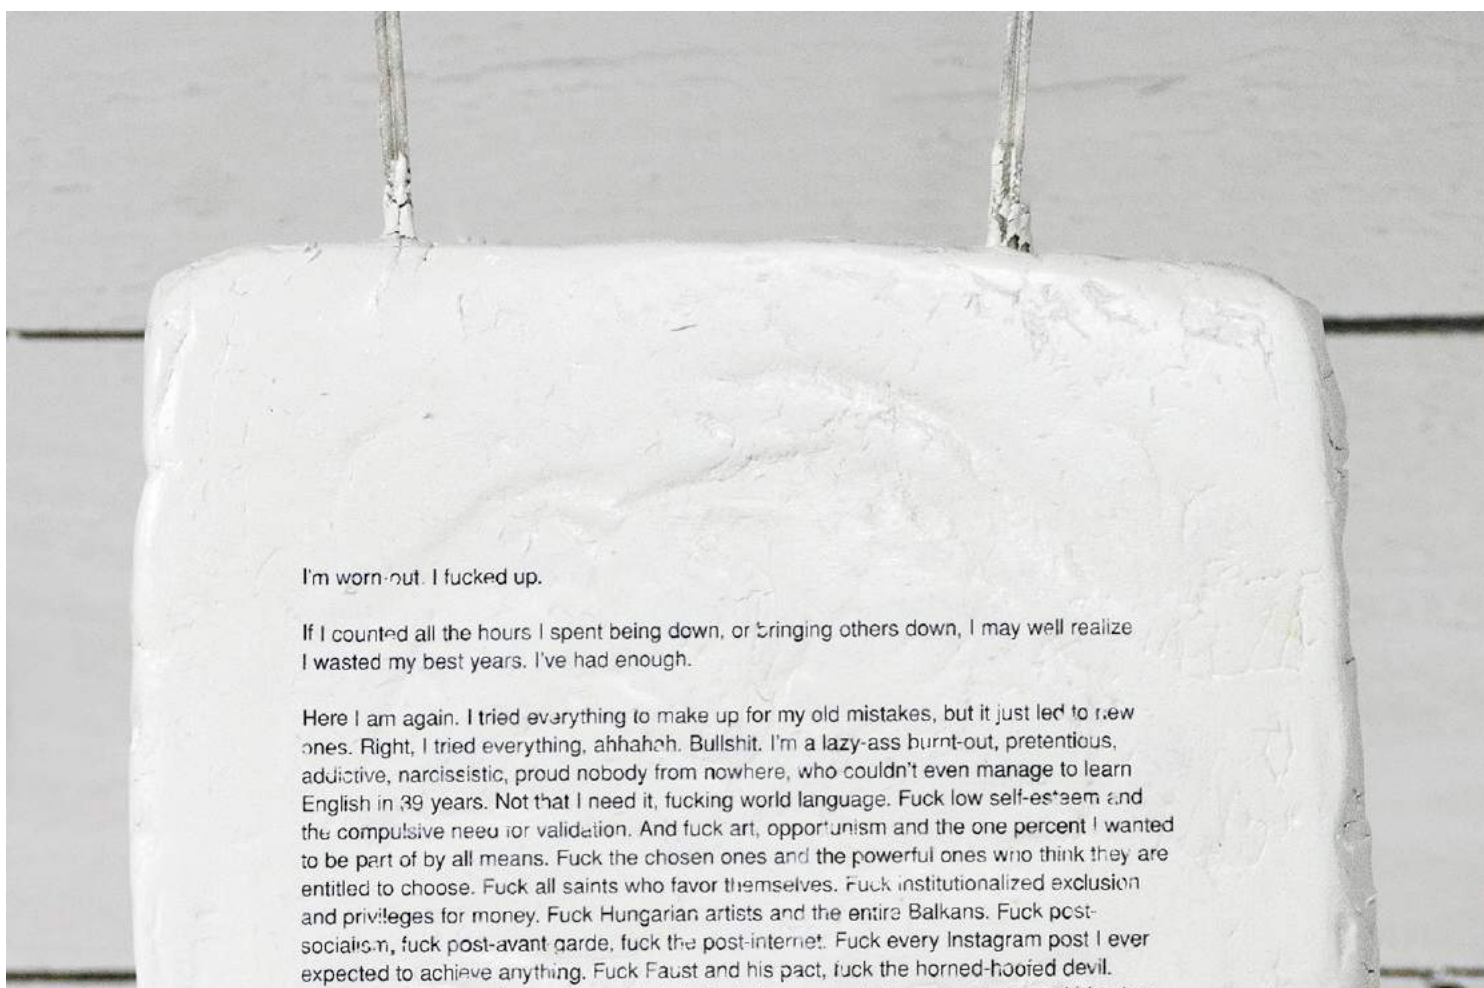 I'm worn-out. I fucked up.
If I counted all the hours I spent being down, or bringing others down, I may well realize
I wasted my best years. I've had enough.
Here I am again. I tried everything to make up for my old mistakes, but it just led to new
ones. Right, I tried everything, ahhahah. Bullshit. I'm a lazy-ass burnt-out, pretentious,
addictive, narcissistic, proud nobody from nowhere, who couldn't even manage to learn
English in 39 years. Not that I need it, fucking world language. Fuck low self-esteem and
the compulsive need for validation. And fuck art, opportunism and the one percent I wanted
to be part of by all means. Fuck the chosen ones and the powerful ones who think they are
entitled to choose. Fuck all saints who favor themselves. Fuck institutionalized exclusion
and privileges for money. Fuck Hungarian artists and the entire Balkans. Fuck post-
socialism, fuck post-avant garde, fuck the post-internet. Fuck every Instagram post I ever
expected to achieve anything. Fuck Faust and his pact, fuck the horned-hoofed devil.